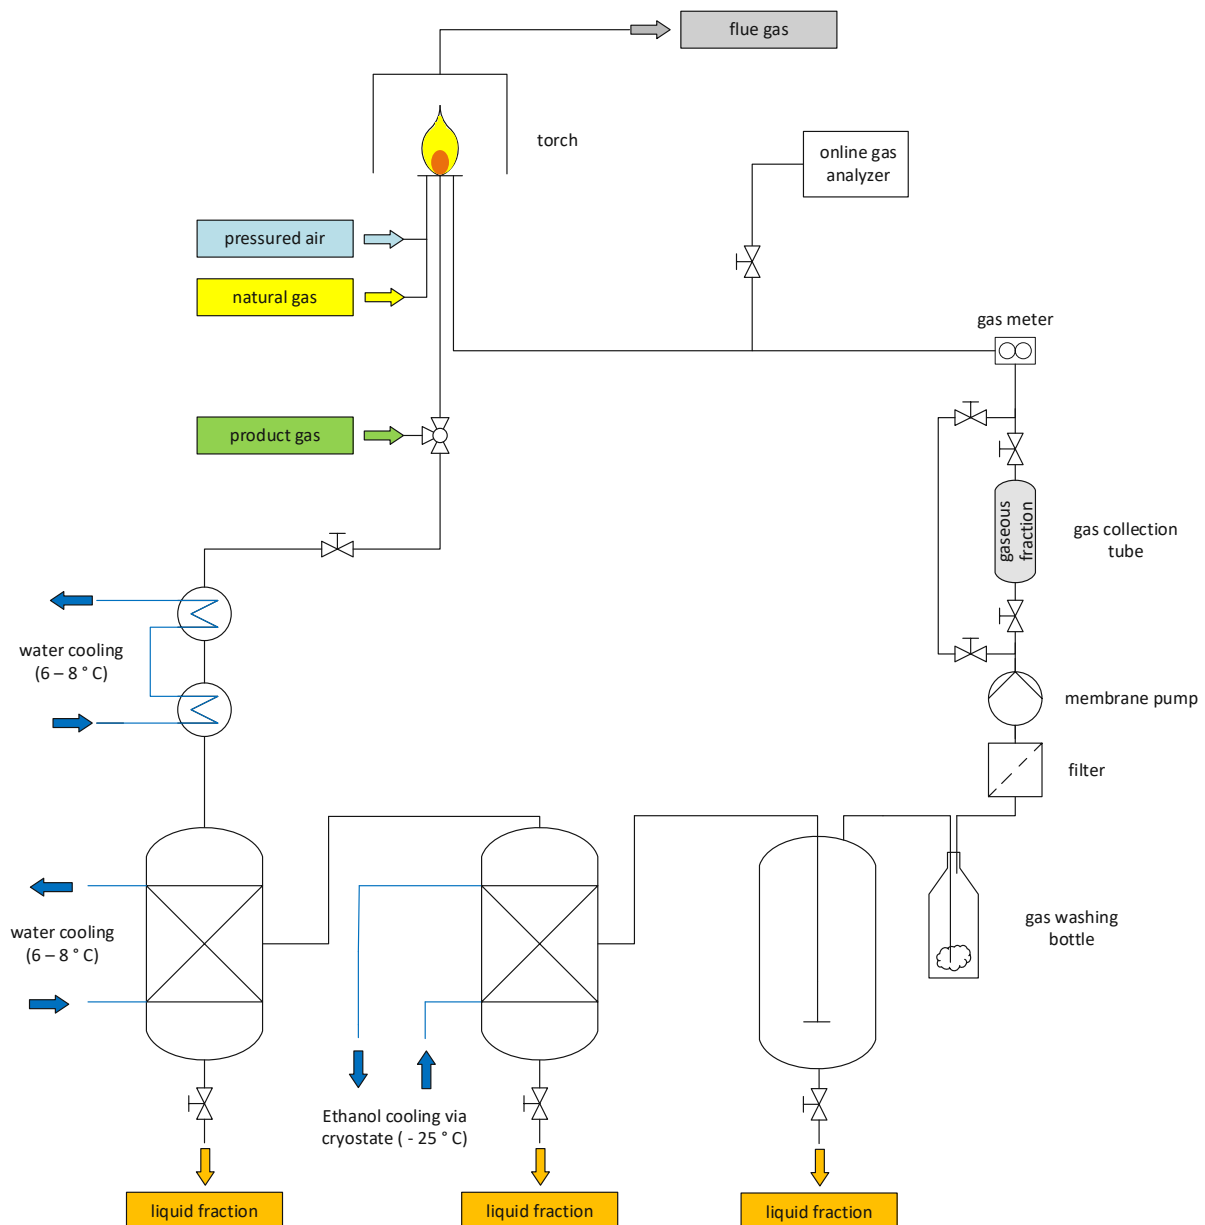 flue gas
torch
online gas
analyzer
pressured air
natural gas
gas meter
product gas
gaseous
fraction
gas collection
tube
water cooling
(6 – 8 ° C)
membrane pump
filter
water cooling
(6 – 8 ° C)
gas washing
bottle
Ethanol cooling via
cryostate ( - 25 ° C)
liquid fraction
liquid fraction
liquid fraction